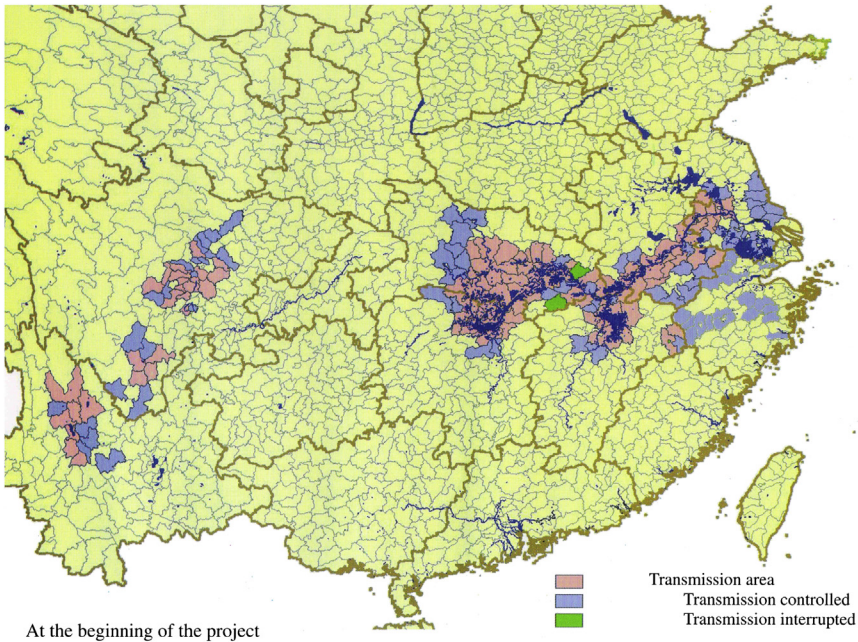 Transmission area
Transmission controlled
Transmission interrupted
At the beginning of the project